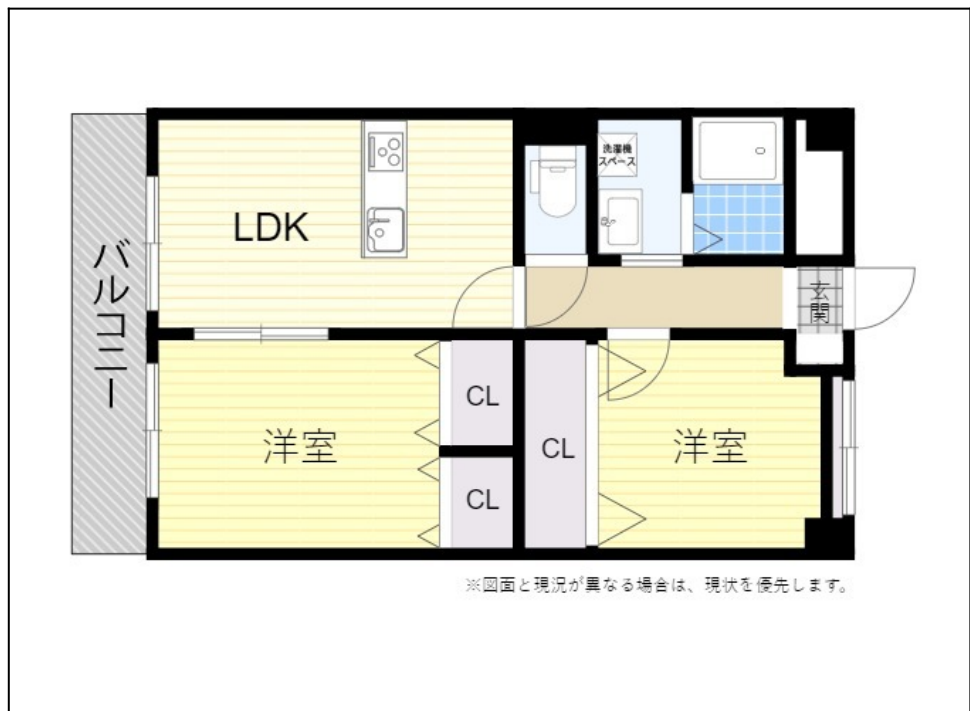 洗濯機
スペース
LDK
バルコニー
玄関
CL
洋室
CL
洋室
CL
※図面と現況が異なる場合は、現状を優先します。